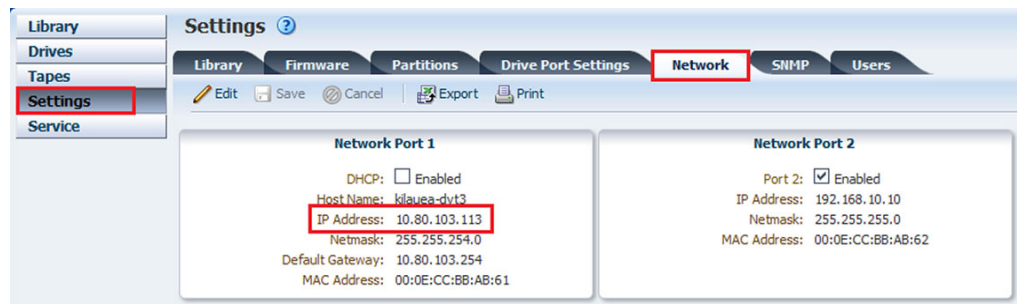 Library
Drives
Tapes
Settings
Service
Settings ?
Library Firmware Partitions Drive Port Settings Network SNMP Users
Edit Save Cancel Export Print
Network Port 1
DHCP: Enabled
Host Name: kilauea-dvt3
IP Address: 10.80.103.113
Netmask: 255.255.254.0
Default Gateway: 10.80.103.254
MAC Address: 00:0E:CC:BB:AB:61
Network Port 2
Port 2: Enabled
IP Address: 192.168.10.10
Netmask: 255.255.255.0
MAC Address: 00:0E:CC:BB:AB:62